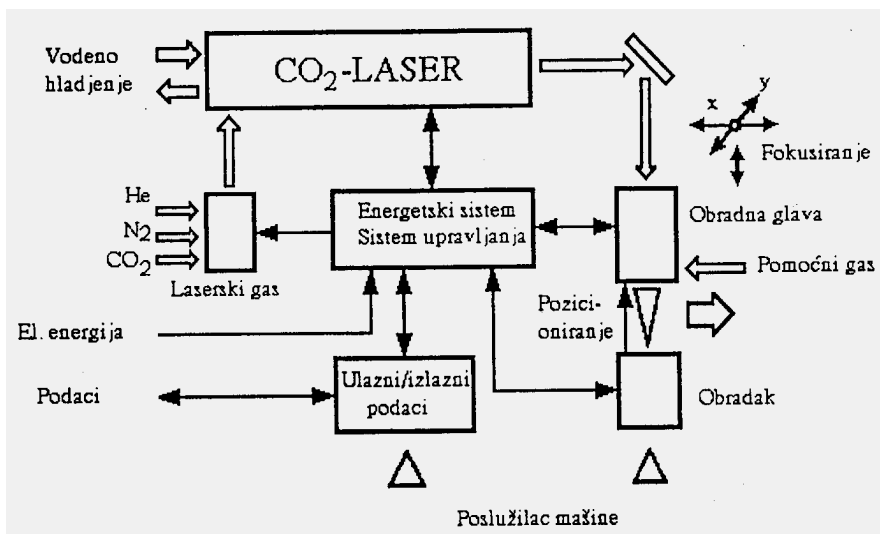 Vodeno
hladjenje
CO2-LASER
x
y
Fokusiranje
He
N2
CO2
Laserski gas
Energetski sistem
Sistem upravljanja
Obradna glava
Pomoćni gas
Pozici-
oniranje
El. energija
Podaci
Ulazni/izlazni
podaci
Obradak
Poslužilac mašine